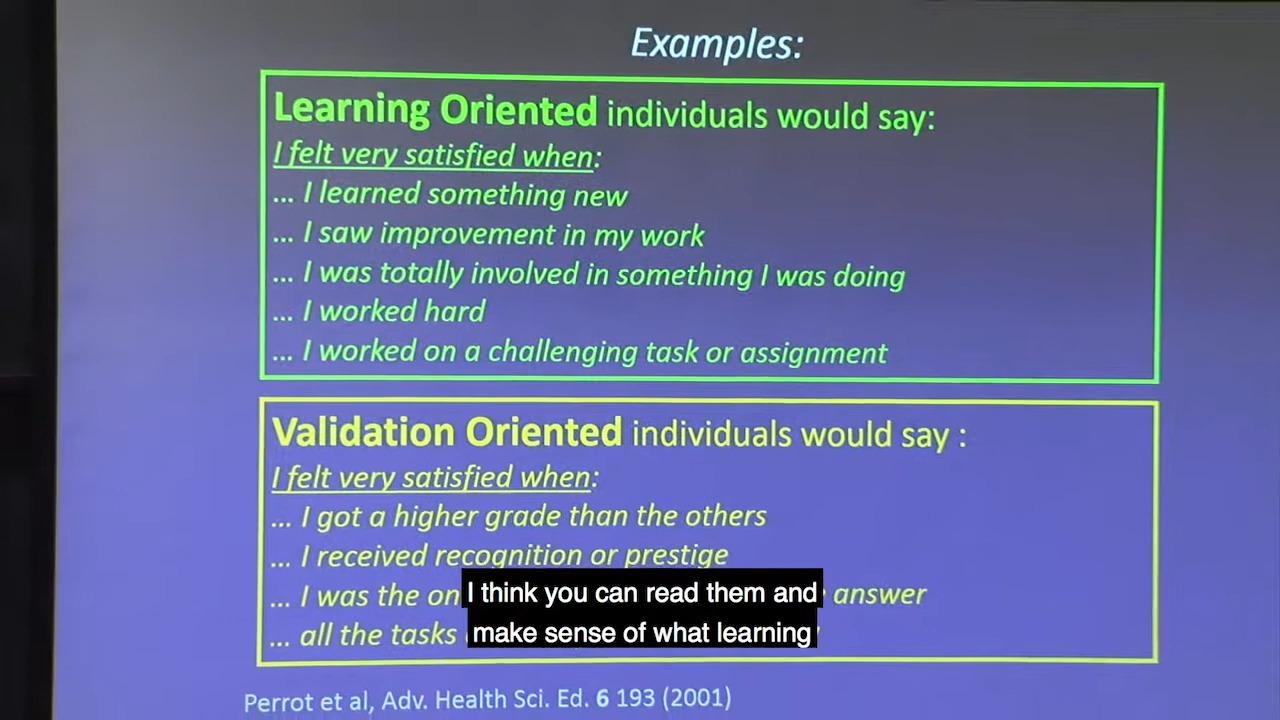 Examples:
Learning Oriented individuals would say:
I felt very satisfied when:
... I learned something new
... I saw improvement in my work
... I was totally involved in something I was doing
... I worked hard
... I worked on a challenging task or assignment
Validation Oriented individuals would say :
I felt very satisfied when:
... I got a higher grade than the others
... I received recognition or prestige
... I was the on answer
... all the tasks
I think you can read them and
make sense of what learning
Perrot et al, Adv. Health Sci. Ed. 6 193 (2001)